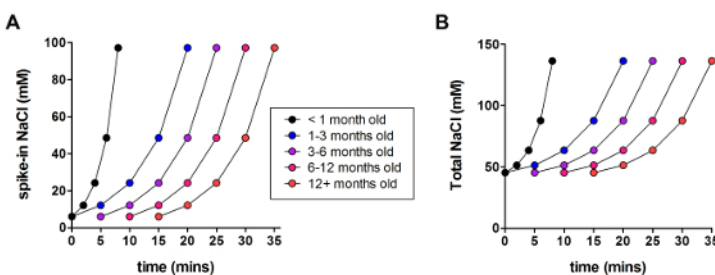 A
spike-in NaCl (mM)
100
80
60
40
20
0
0 5 10 15 20 25 30 35
time (mins)
< 1 month old
1-3 months old
3-6 months old
6-12 months old
12+ months old
B
Total NaCl (mM)
150
100
50
0
0 5 10 15 20 25 30 35
time (mins)